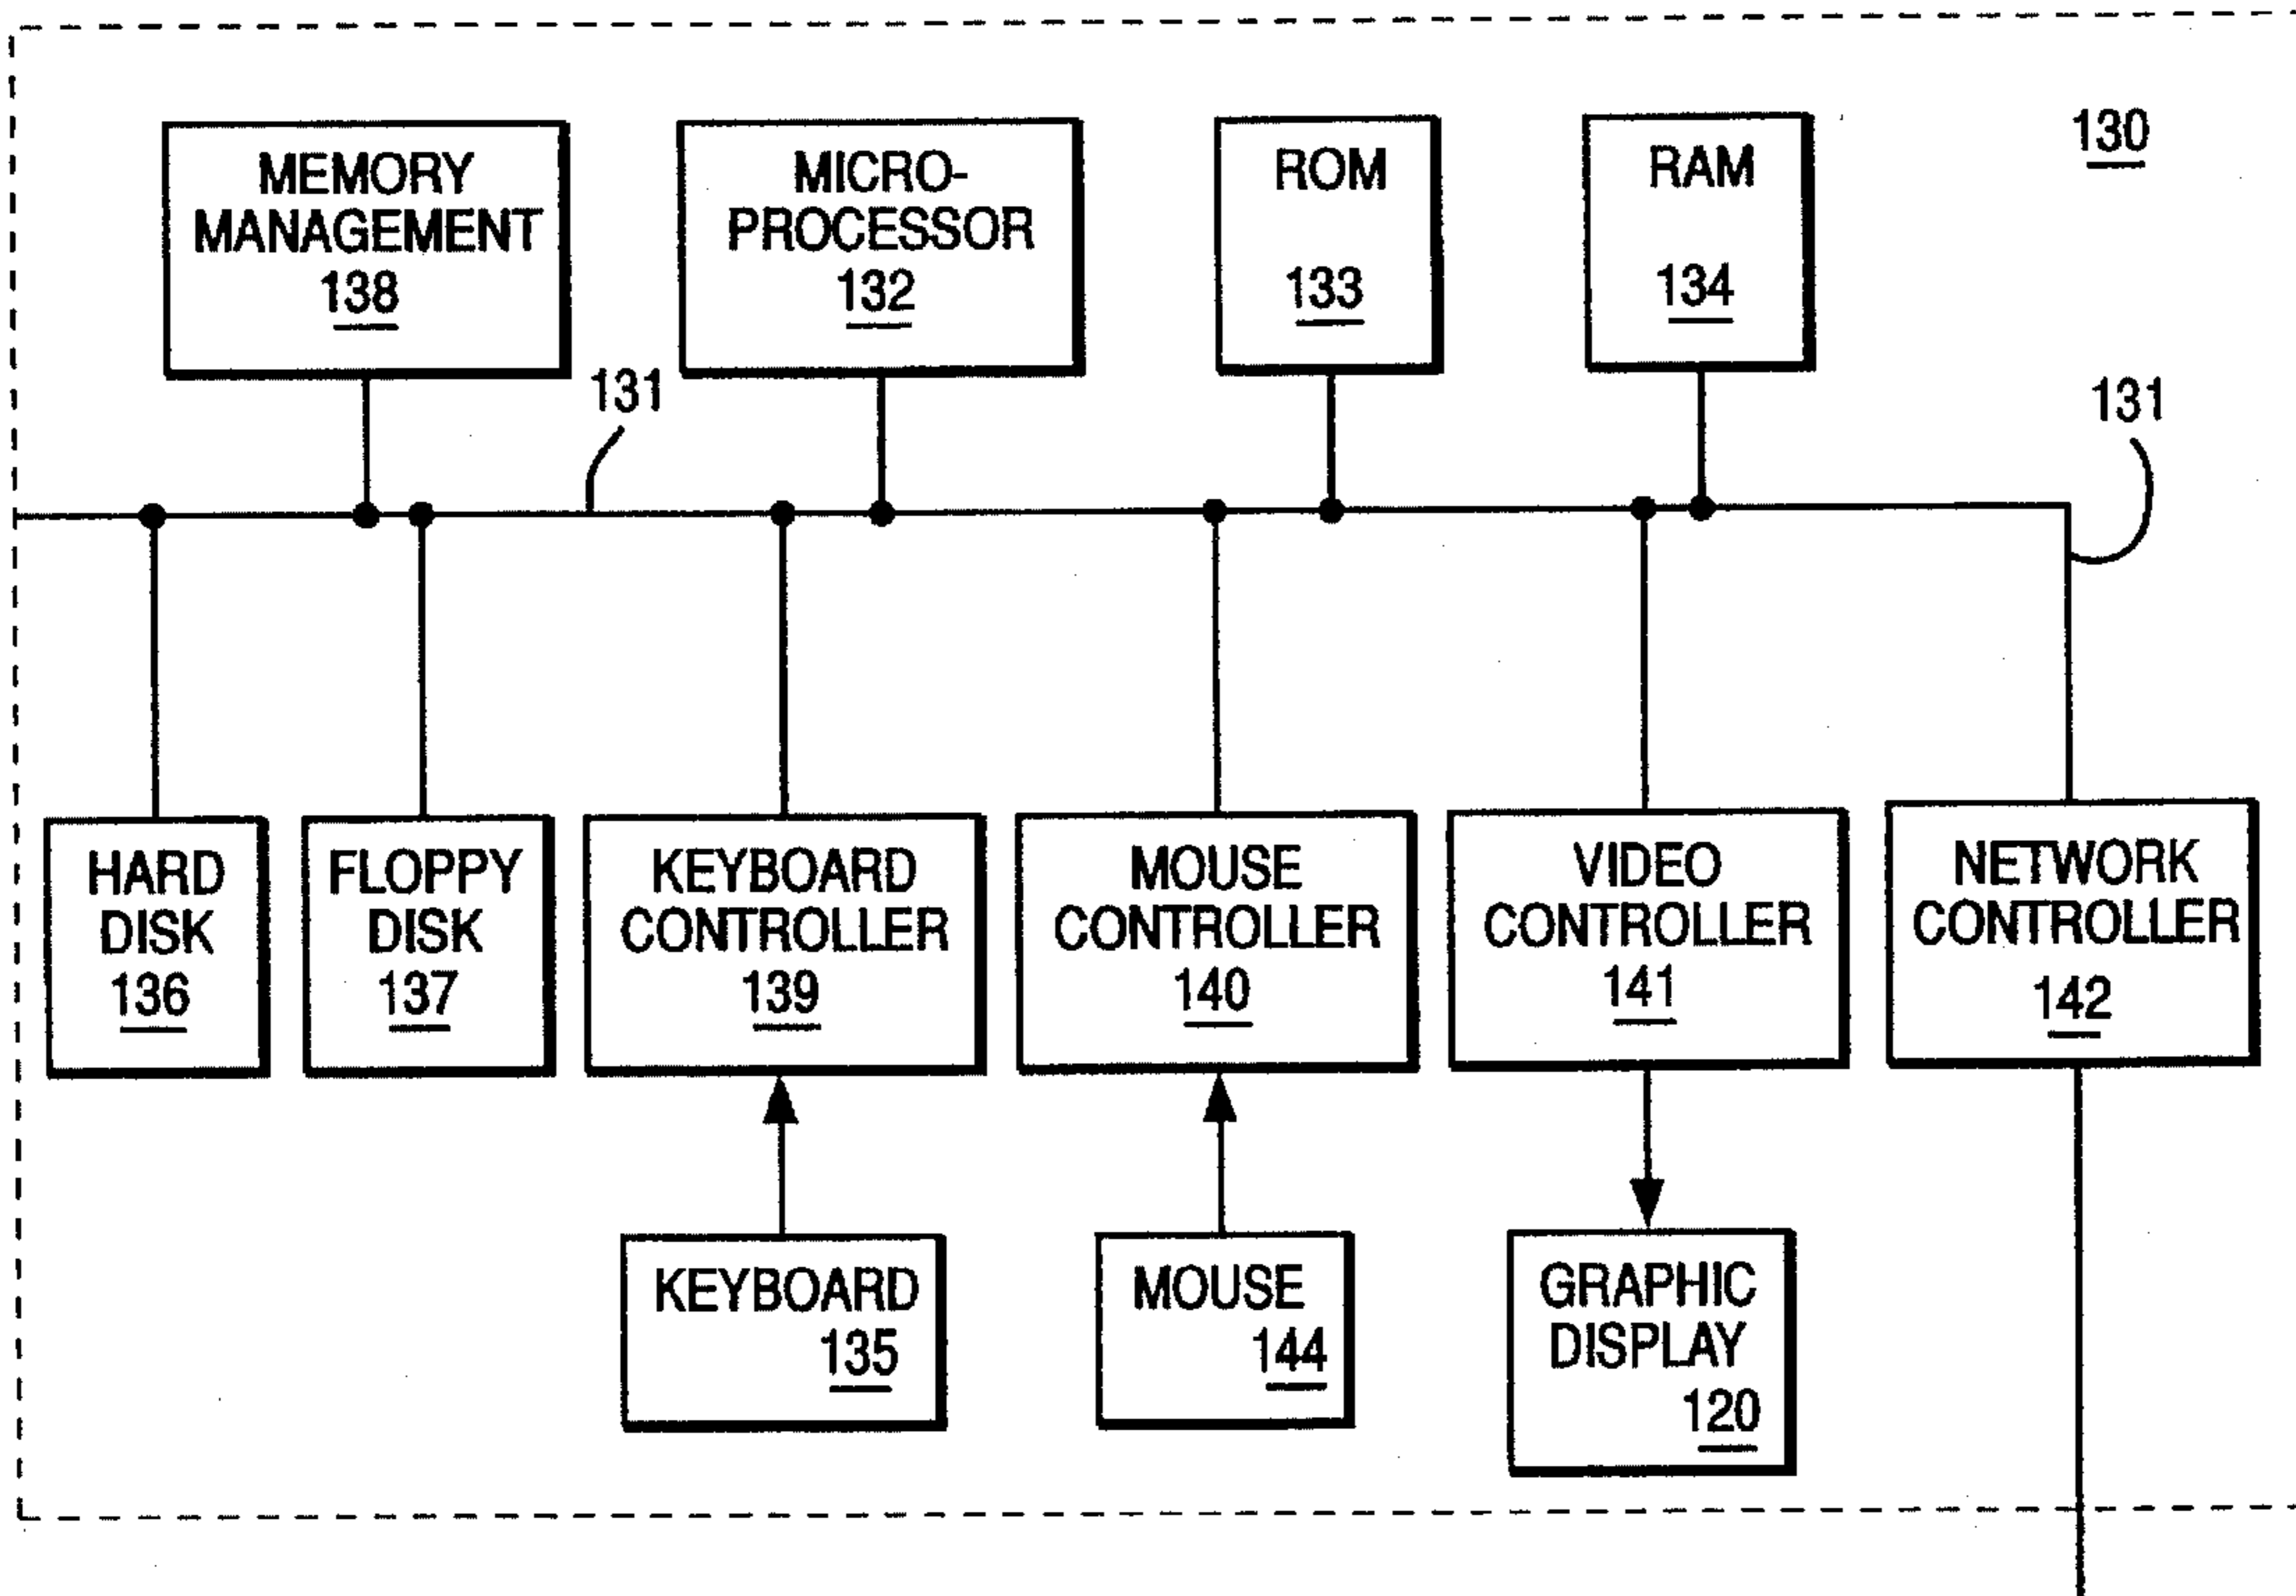 130
MEMORY
MANAGEMENT
138
MICRO-
PROCESSOR
132
ROM
133
RAM
134
131
131
HARD
DISK
136
FLOPPY
DISK
137
KEYBOARD
CONTROLLER
139
MOUSE
CONTROLLER
140
VIDEO
CONTROLLER
141
NETWORK
CONTROLLER
142
KEYBOARD
135
MOUSE
144
GRAPHIC
DISPLAY
120